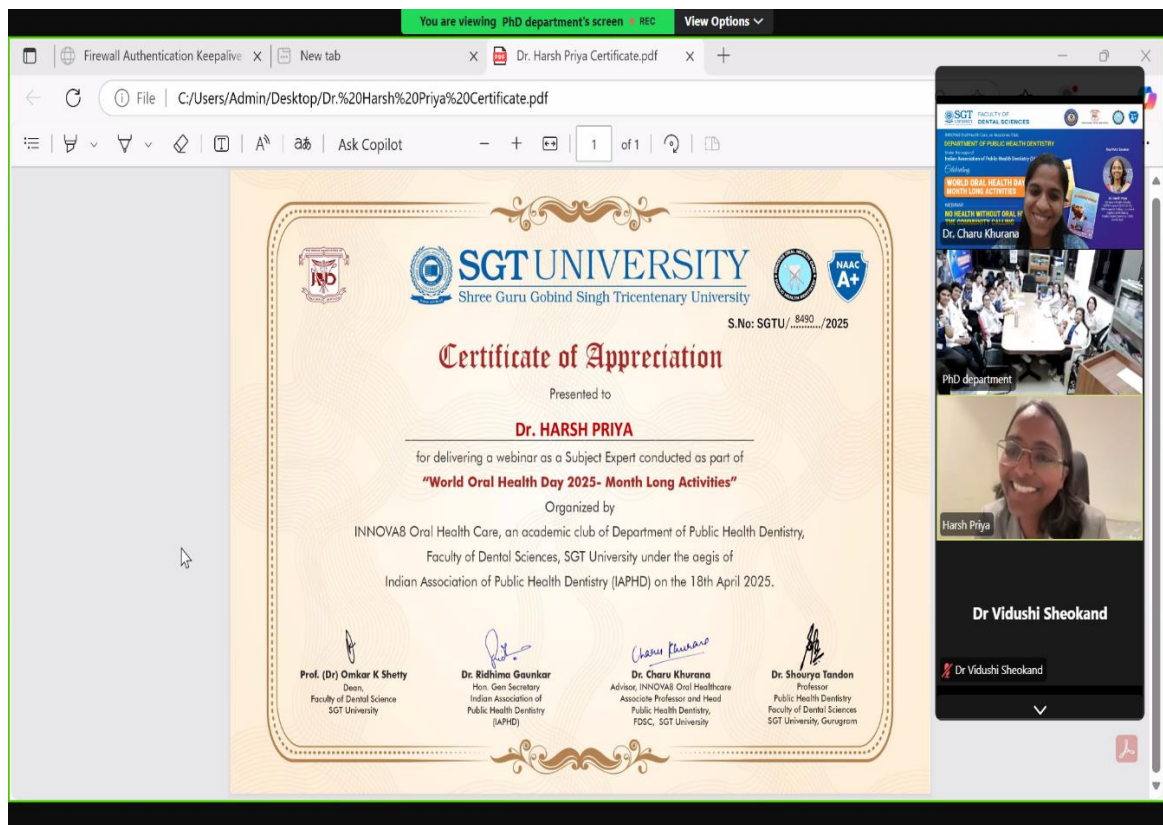 You are viewing PhD department's screen REC View Options
Firewall Authentication Keepalive New tab Dr. Harsh Priya Certificate.pdf
File C:/Users/Admin/Desktop/Dr.%20Harsh%20Priya%20Certificate.pdf
Ask Copilot 1 of 1
SGT UNIVERSITY
Shree Guru Gobind Singh Tricentenary University
NAAC
A+
S.No: SGTU/ 8490 /2025
Certificate of Appreciation
Presented to
Dr. HARSH PRIYA
for delivering a webinar as a Subject Expert conducted as part of
“World Oral Health Day 2025- Month Long Activities”
Organized by
INNOVA8 Oral Health Care, an academic club of Department of Public Health Dentistry,
Faculty of Dental Sciences, SGT University under the aegis of
Indian Association of Public Health Dentistry (IAPHD) on the 18th April 2025.
Charu Khurana
Prof. (Dr) Omkar K Shetty
Dean,
Faculty of Dental Science
SGT University
Dr. Ridhima Gaunkar
Hon. Gen Secretary
Indian Association of
Public Health Dentistry
(IAPHD)
Dr. Charu Khurana
Advisor, INNOVA8 Oral Healthcare
Associate Professor and Head
Public Health Dentistry,
FDSC, SGT University
Dr. Shourya Tandon
Professor
Public Health Dentistry
Faculty of Dental Sciences
SGT University, Gurugram
SGT FACULTY OF
DENTAL SCIENCES
DEPARTMENT OF PUBLIC HEALTH DENTISTRY
Indian Association of Public Health Dentistry
Celebrating
WORLD ORAL HEALTH DAY
MONTH LONG ACTIVITIES
WEBINAR
NO HEALTH WITHOUT ORAL
THE COMMUNITY CALLING
Dr. Charu Khurana
PhD department
Harsh Priya
Dr Vidushi Sheokand
Dr Vidushi Sheokand